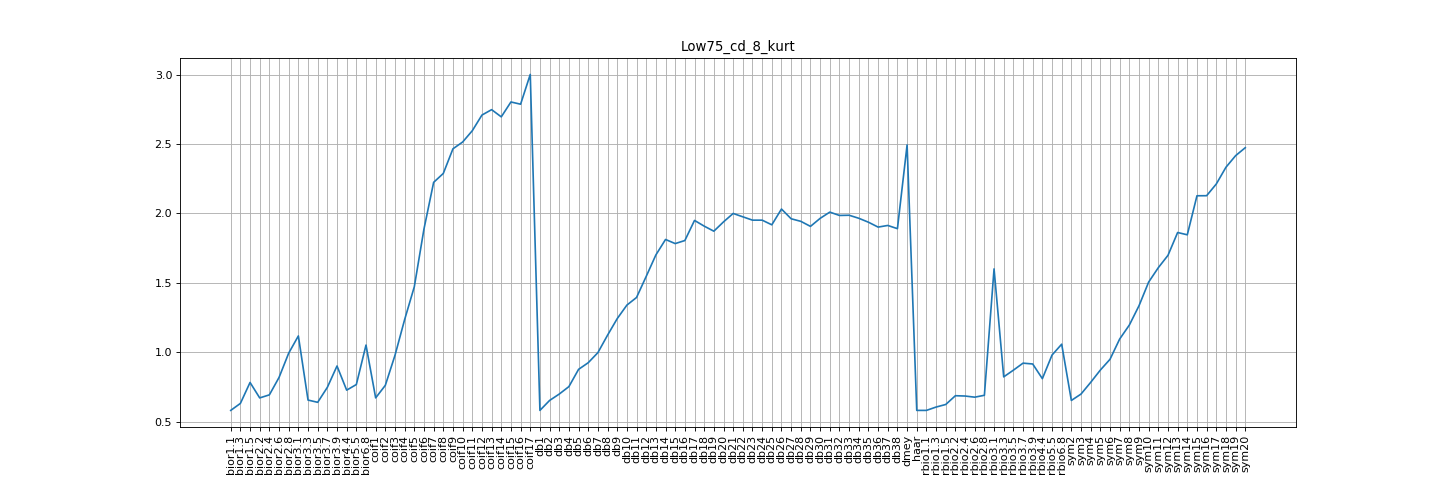 Low75_cd_8_kurt
3.0
2.5
2.0
1.5
1.0
0.5
bior1.1
bior1.3
bior1.5
bior2.2
bior2.4
bior2.6
bior2.8
bior3.1
bior3.3
bior3.5
bior3.7
bior3.9
bior4.4
bior5.5
bior6.8
coif1
coif2
coif3
coif4
coif5
coif6
coif7
coif8
coif9
coif10
coif11
coif12
coif13
coif14
coif15
coif16
coif17
db1
db2
db3
db4
db5
db6
db7
db8
db9
db10
db11
db12
db13
db14
db15
db16
db17
db18
db19
db20
db21
db22
db23
db24
db25
db26
db27
db28
db29
db30
db31
db32
db33
db34
db35
db36
db37
db38
dmey
haar
rbio1.1
rbio1.3
rbio1.5
rbio2.2
rbio2.4
rbio2.6
rbio2.8
rbio3.1
rbio3.3
rbio3.5
rbio3.7
rbio3.9
rbio4.4
rbio5.5
rbio6.8
sym2
sym3
sym4
sym5
sym6
sym7
sym8
sym9
sym10
sym11
sym12
sym13
sym14
sym15
sym16
sym17
sym18
sym19
sym20